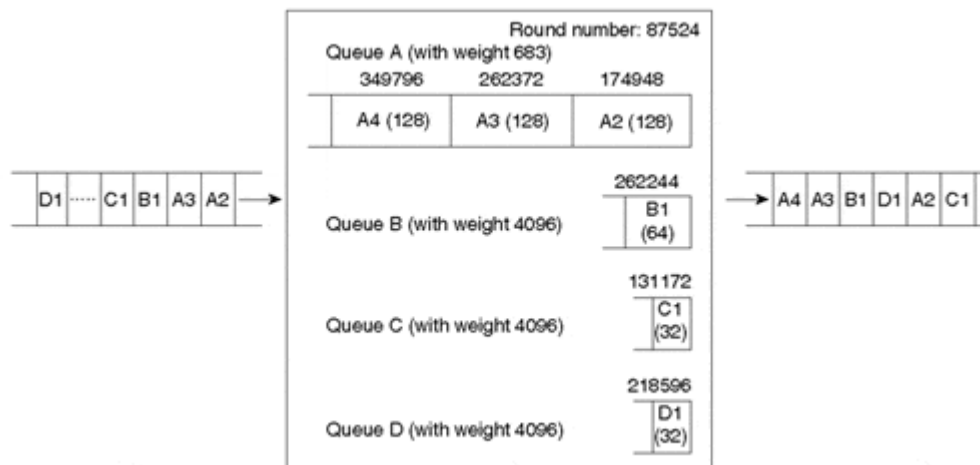 Round number: 87524
Queue A (with weight 683)
349796 262372 174948
A4 (128) A3 (128) A2 (128)
D1 ----- C1 B1 A3 A2
262244
Queue B (with weight 4096)
B1
(64)
A4 A3 B1 D1 A2 C1
131172
Queue C (with weight 4096)
C1
(32)
218596
Queue D (with weight 4096)
D1
(32)